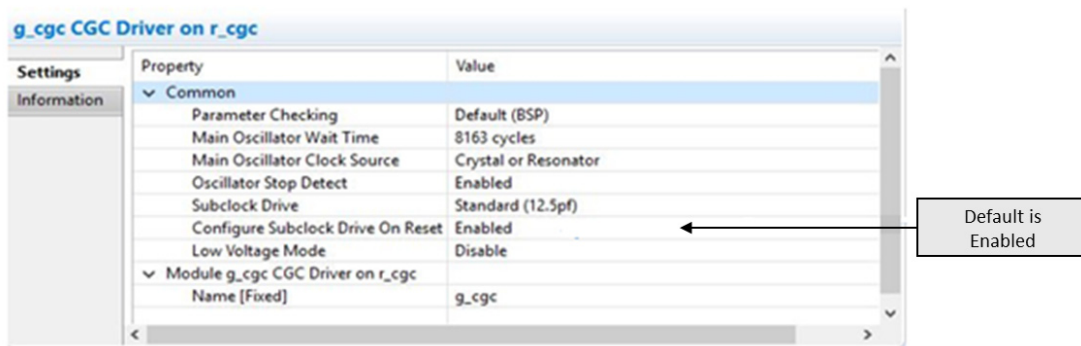 g_cgc CGC Driver on r_cgc
Settings
Information
Property Value
Common
Parameter Checking Default (BSP)
Main Oscillator Wait Time 8163 cycles
Main Oscillator Clock Source Crystal or Resonator
Oscillator Stop Detect Enabled
Subclock Drive Standard (12.5pf)
Configure Subclock Drive On Reset Enabled
Low Voltage Mode Disable
Module g_cgc CGC Driver on r_cgc
Name [Fixed] g_cgc
Default is
Enabled